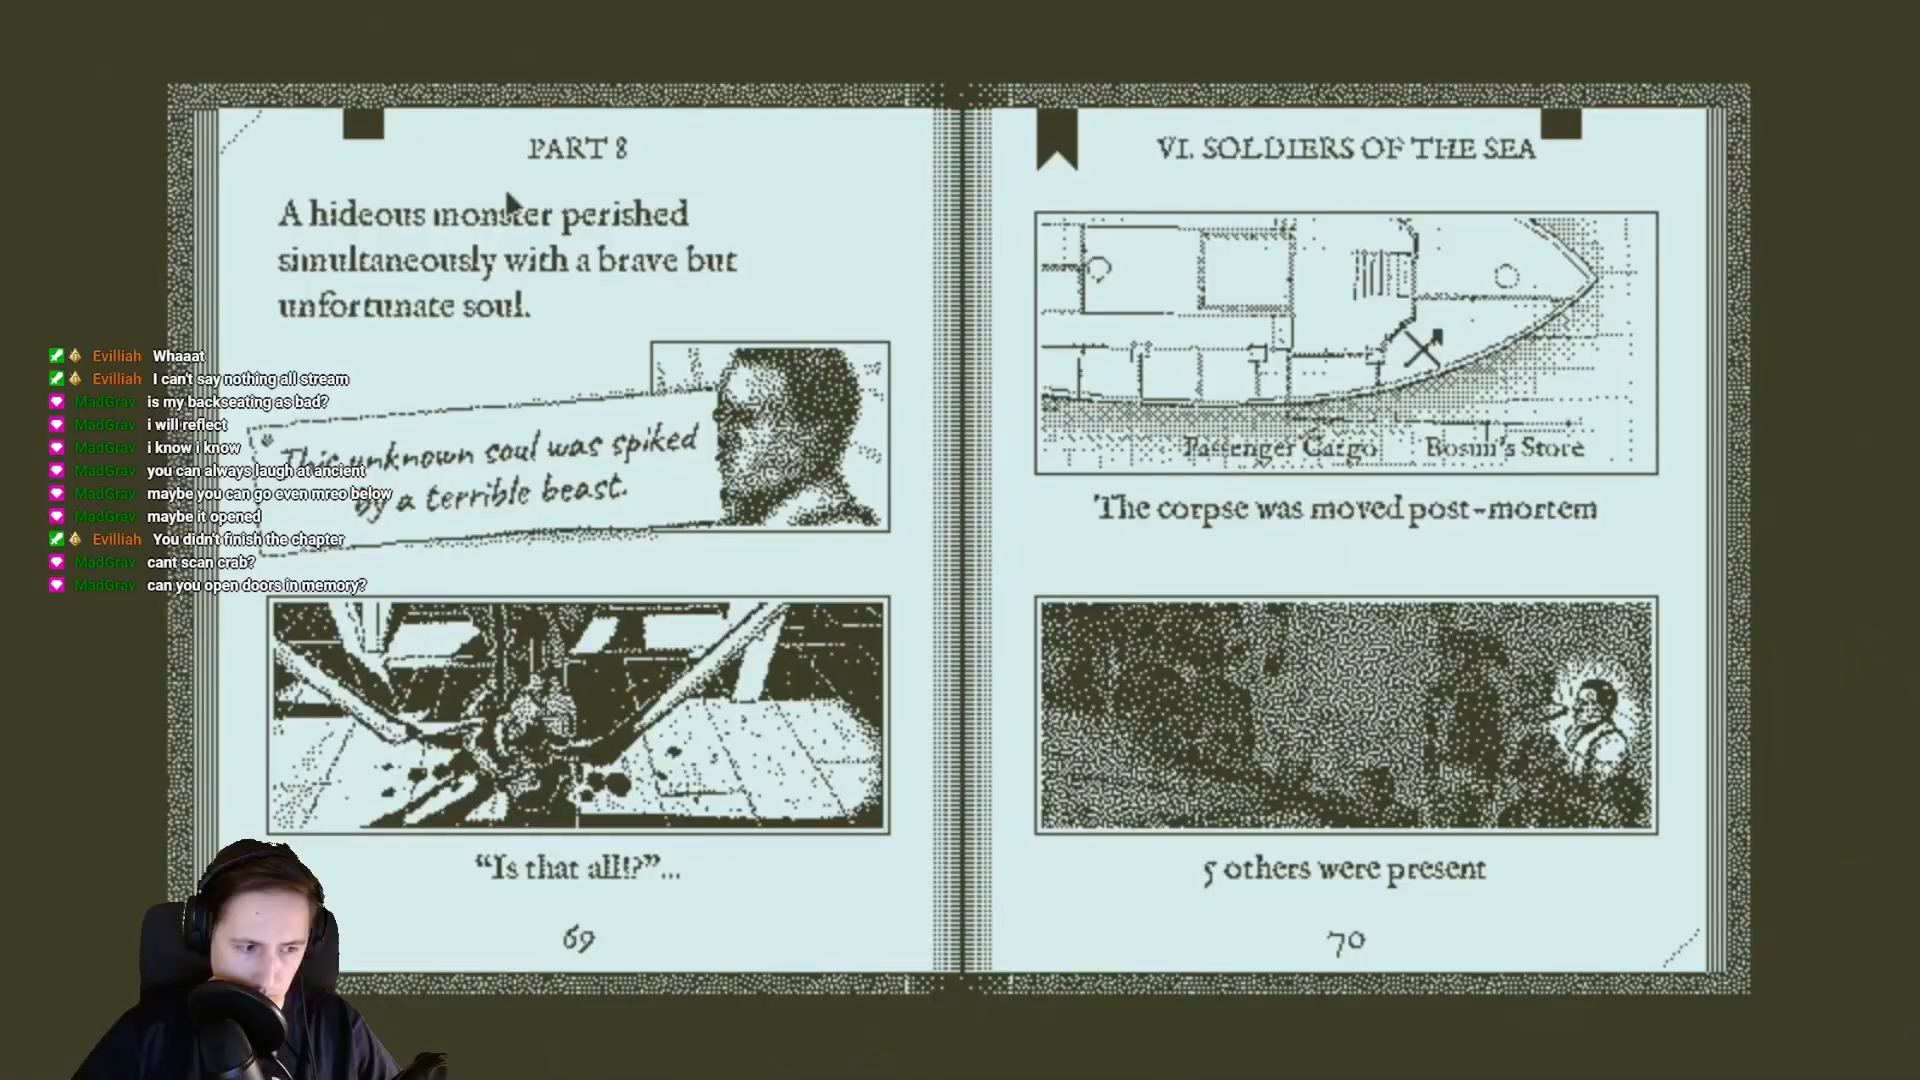 PART 8
A hideous monster perished
simultaneously with a brave but
unfortunate soul.
This unknown soul was spiked
by a terrible beast.
“Is that all!?”...
69
VI. SOLDIERS OF THE SEA
Passenger Cargo Bosun's Store
The corpse was moved post-mortem
5 others were present
70
Evilliah Whaaat
Evilliah I can't say nothing all stream
MadGrav is my backseating as bad?
MadGrav i will reflect
MadGrav i know i know
MadGrav you can always laugh at ancient
MadGrav maybe you can go even mreo below
MadGrav maybe it opened
Evilliah You didn't finish the chapter
MadGrav cant scan crab?
MadGrav can you open doors in memory?